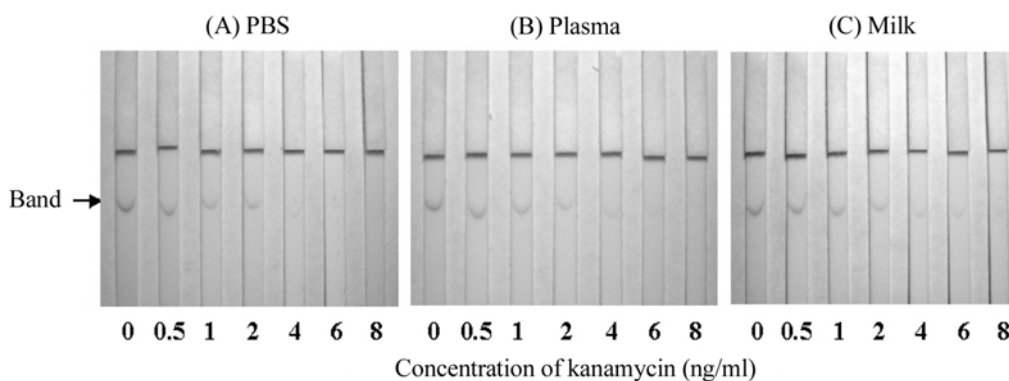 (A) PBS (B) Plasma (C) Milk
Band
0 0.5 1 2 4 6 8 0 0.5 1 2 4 6 8 0 0.5 1 2 4 6 8
Concentration of kanamycin (ng/ml)